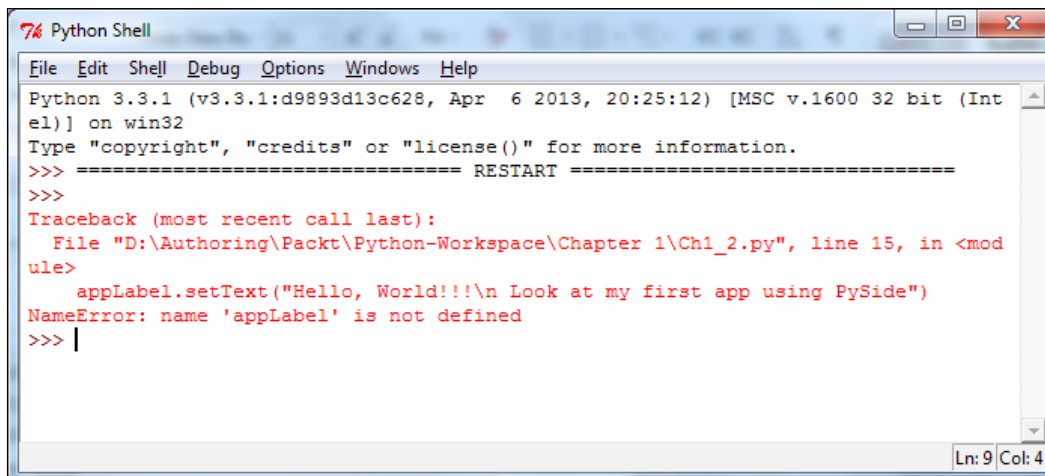 Python Shell
File Edit Shell Debug Options Windows Help
Python 3.3.1 (v3.3.1:d9893d13c628, Apr  6 2013, 20:25:12) [MSC v.1600 32 bit (Int
el)] on win32
Type "copyright", "credits" or "license()" for more information.
>>> ================================ RESTART ================================
>>>
Traceback (most recent call last):
  File "D:\Authoring\Packt\Python-Workspace\Chapter 1\Ch1_2.py", line 15, in <mod
ule>
    appLabel.setText("Hello, World!!!\n Look at my first app using PySide")
NameError: name 'appLabel' is not defined
>>>
Ln: 9 Col: 4